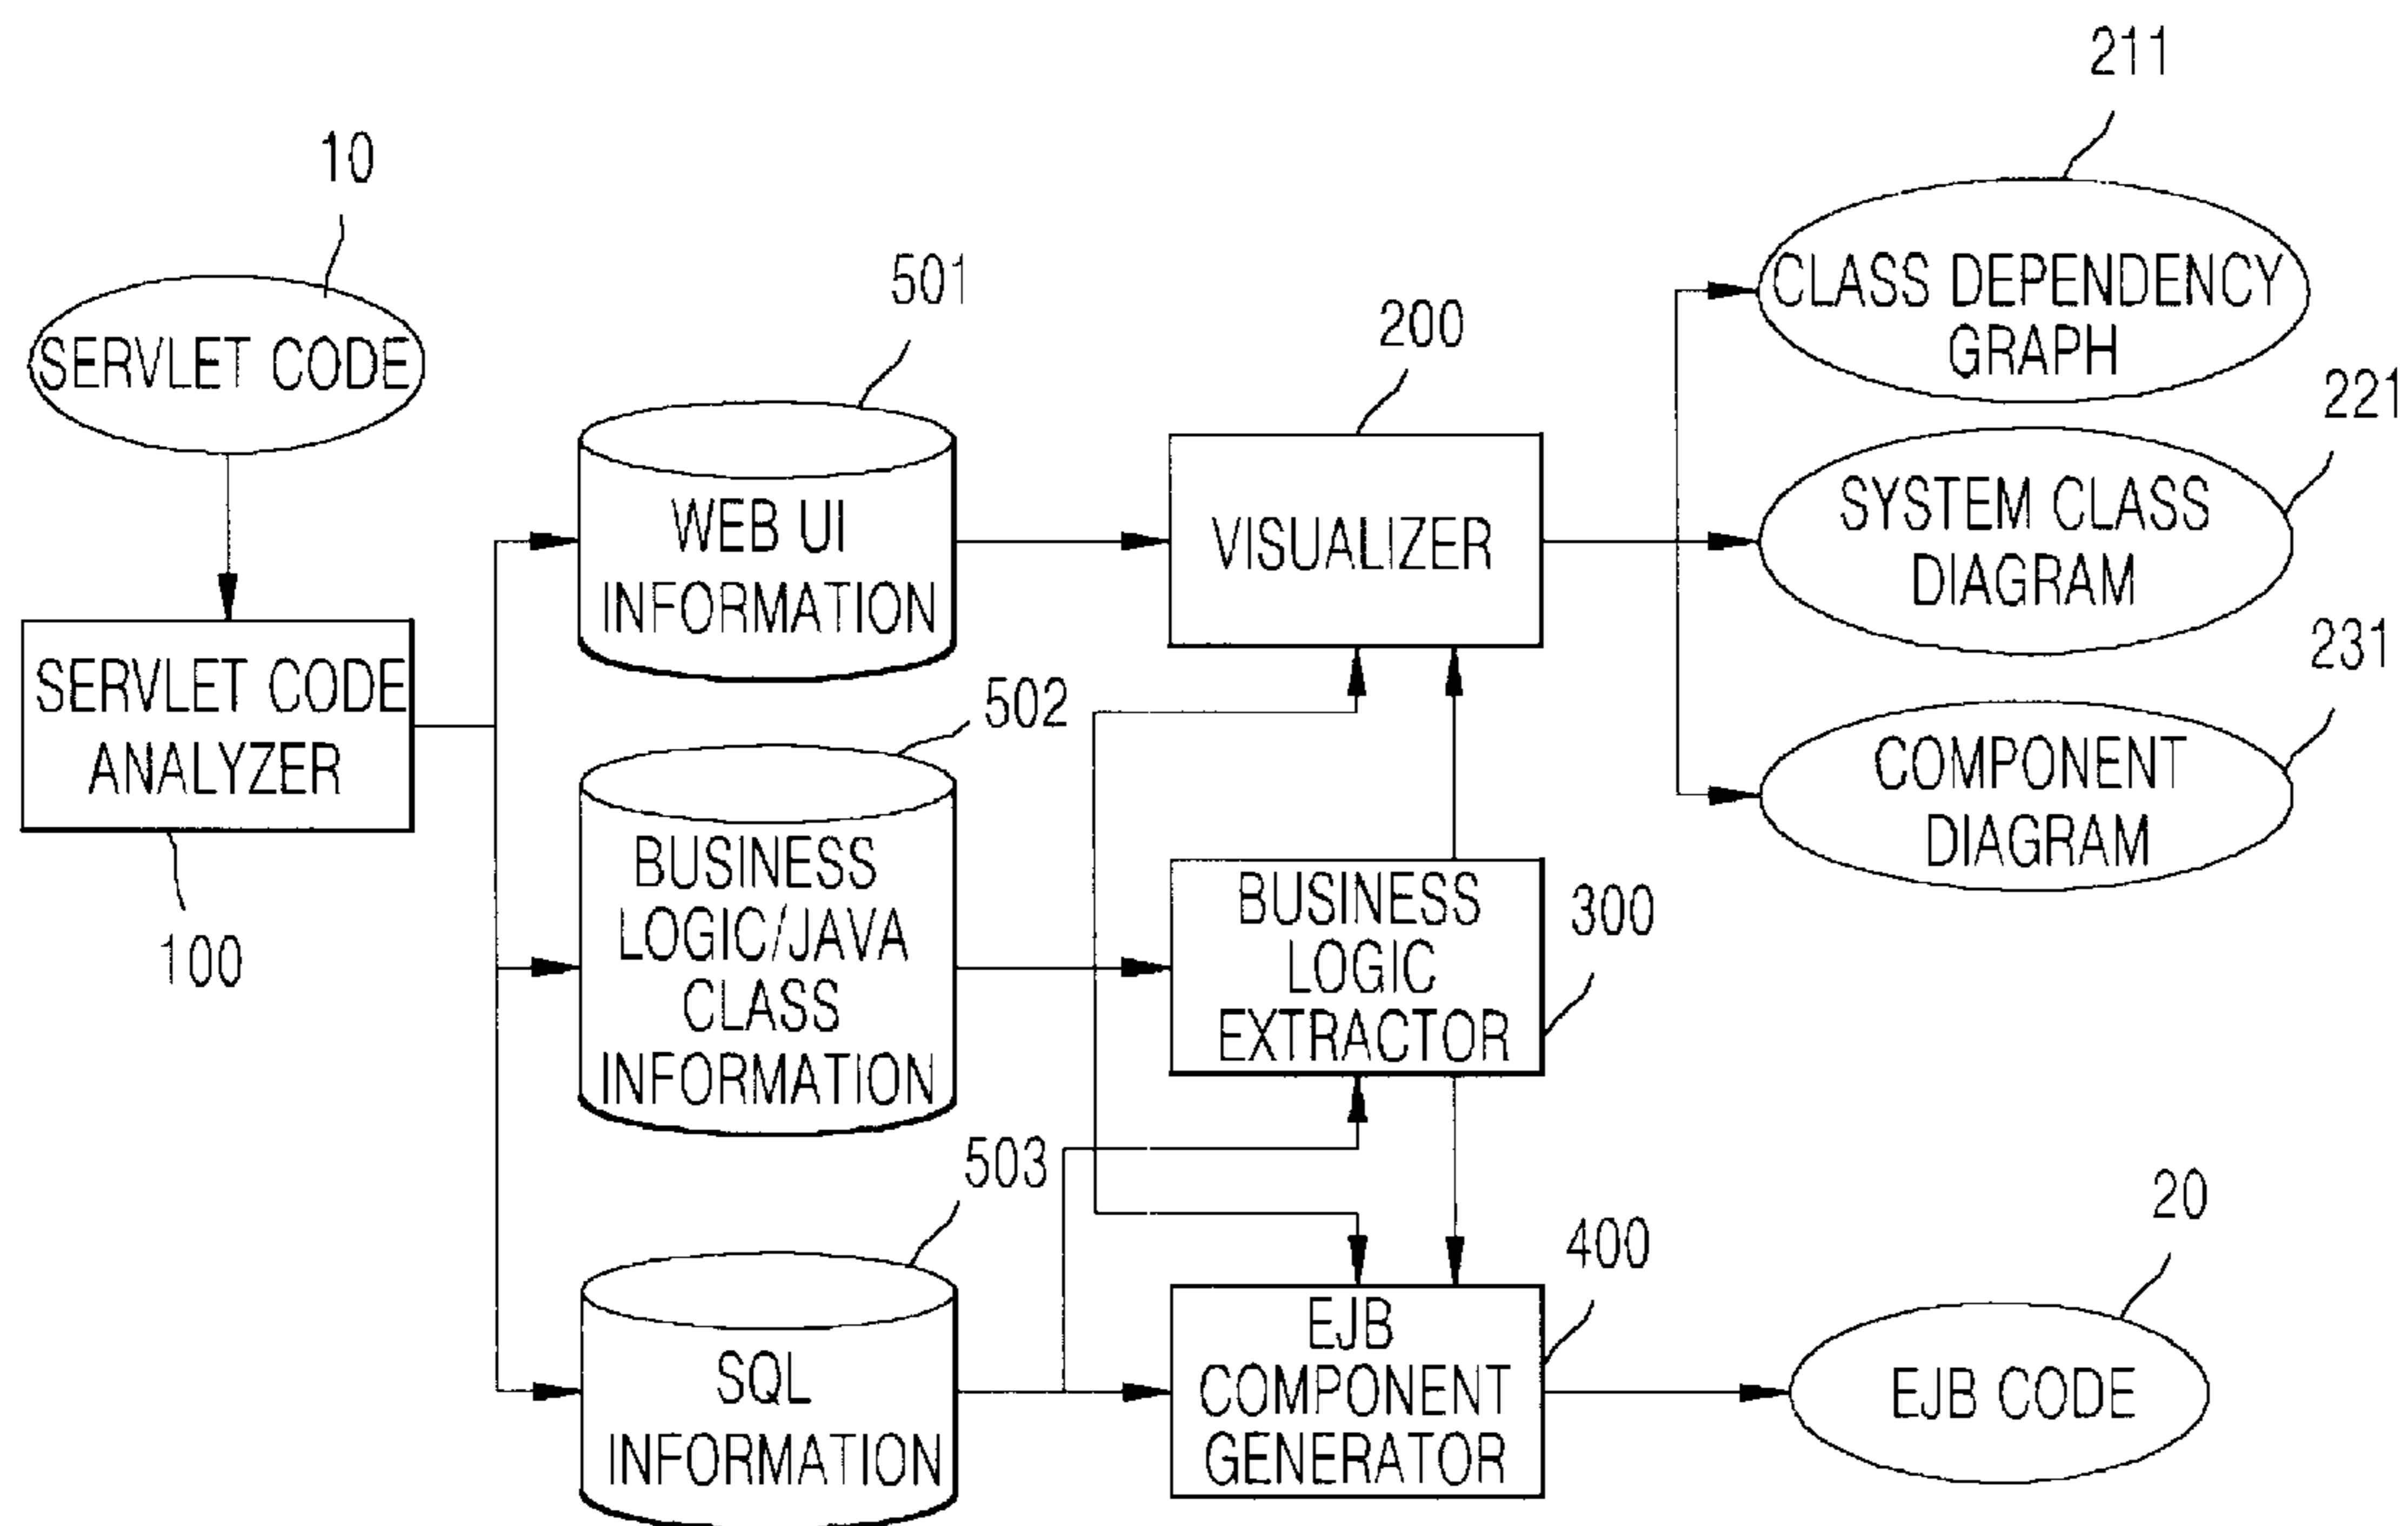 10
SERVLET CODE
SERVLET CODE
ANALYZER
100
501
WEB UI
INFORMATION
502
BUSINESS
LOGIC/JAVA
CLASS
INFORMATION
503
SQL
INFORMATION
200
VISUALIZER
BUSINESS
LOGIC
EXTRACTOR
300
EJB
COMPONENT
GENERATOR
400
211
CLASS DEPENDENCY
GRAPH
221
SYSTEM CLASS
DIAGRAM
231
COMPONENT
DIAGRAM
20
EJB CODE